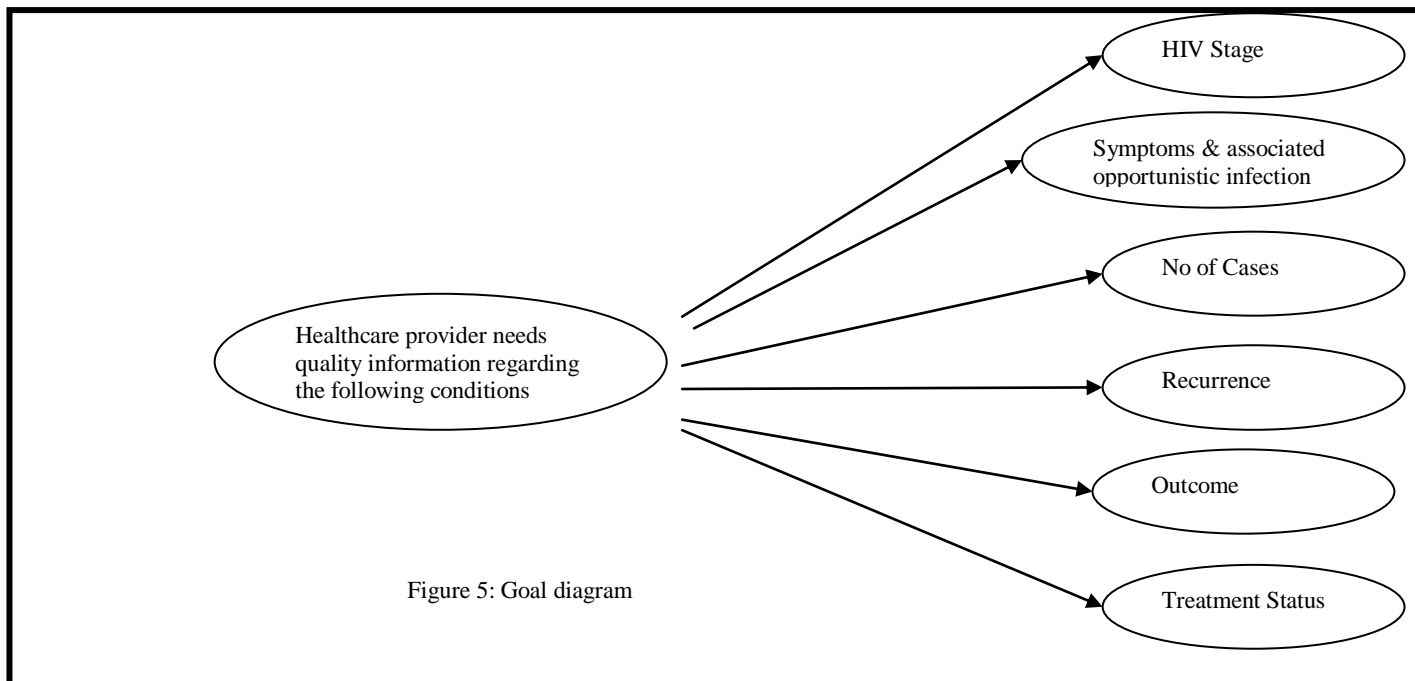 HIV Stage
Symptoms & associated
opportunistic infection
No of Cases
Healthcare provider needs
quality information regarding
the following conditions
Recurrence
Outcome
Figure 5: Goal diagram
Treatment Status